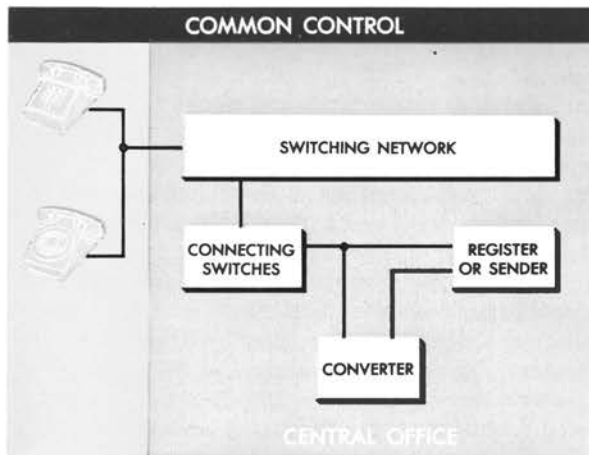 COMMON CONTROL
SWITCHING NETWORK
CONNECTING
SWITCHES
REGISTER
OR SENDER
CONVERTER
CENTRAL OFFICE